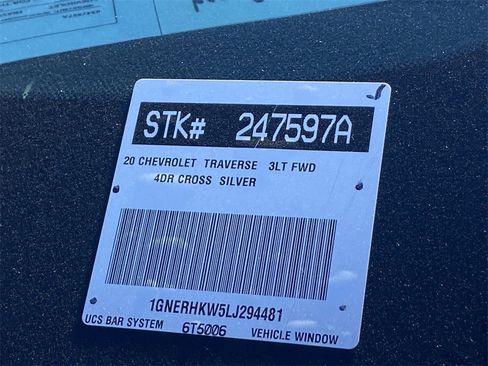 STK# 247597A
20 CHEVROLET TRAVERSE 3LT FWD
4DR CROSS SILVER
1GNERHKW5LJ294481
UCS BAR SYSTEM 6T5006 VEHICLE WINDOW